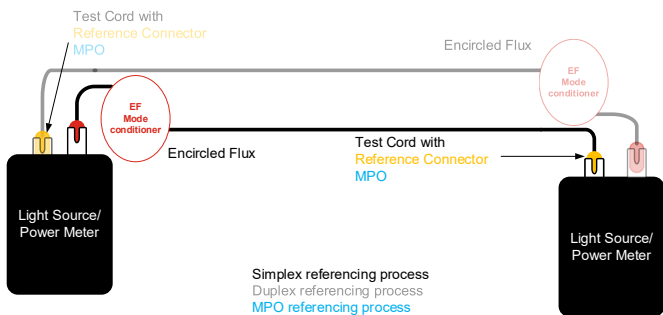 Test Cord with
Reference Connector
MPO
Encircled Flux
EF
Mode
conditioner
EF
Mode
conditioner
Encircled Flux
Test Cord with
Reference Connector
MPO
Light Source/
Power Meter
Light Source/
Power Meter
Simplex referencing process
Duplex referencing process
MPO referencing process